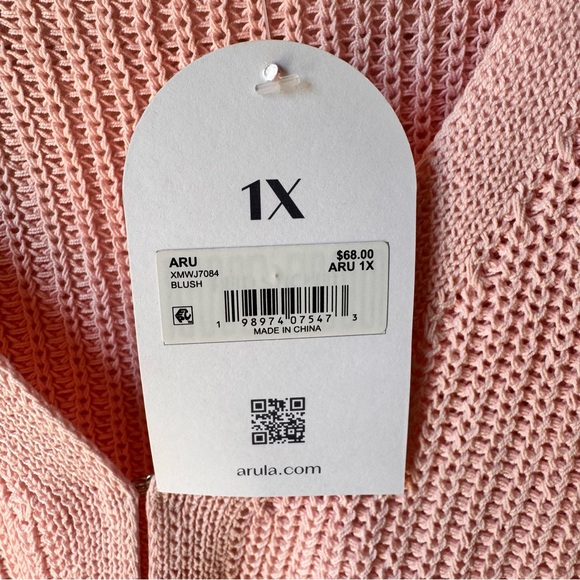 1X
ARU $68.00
XMWJ7084 ARU 1X
BLUSH
1 98974 07547 3
MADE IN CHINA
arula.com